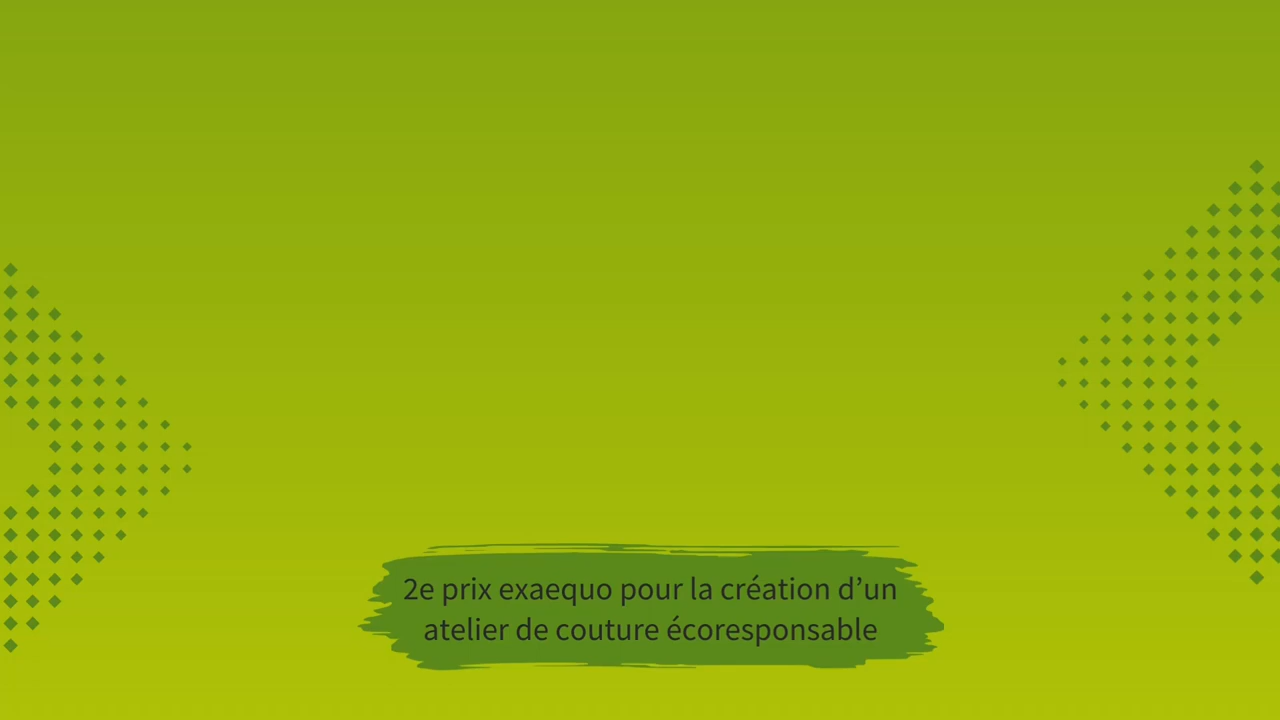 2e prix exaequo pour la création d’un
atelier de couture écoresponsable